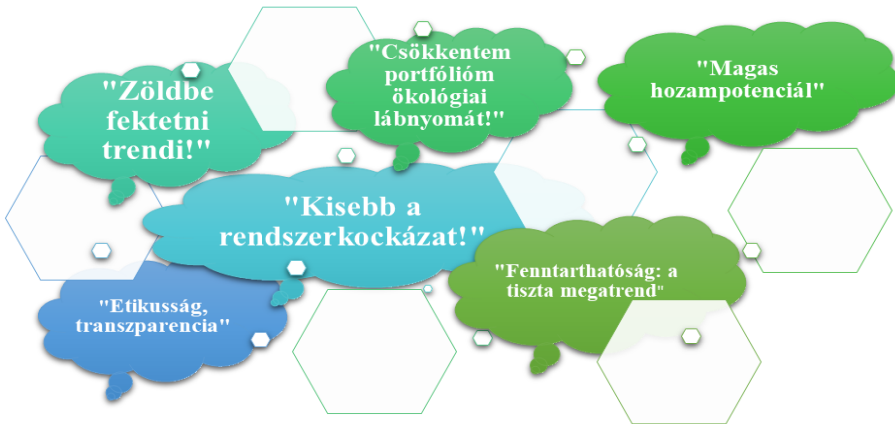 "Zöldbe
fektetni
trendi!"
"Csökkentem
portfólióm
ökológiai
lábnyomát!"
"Magas
hozampotenciál"
"Kisebb a
rendszerkockázat!"
"Fenntarthatóság: a
tiszta megatrend"
"Etikusság,
transzparencia"